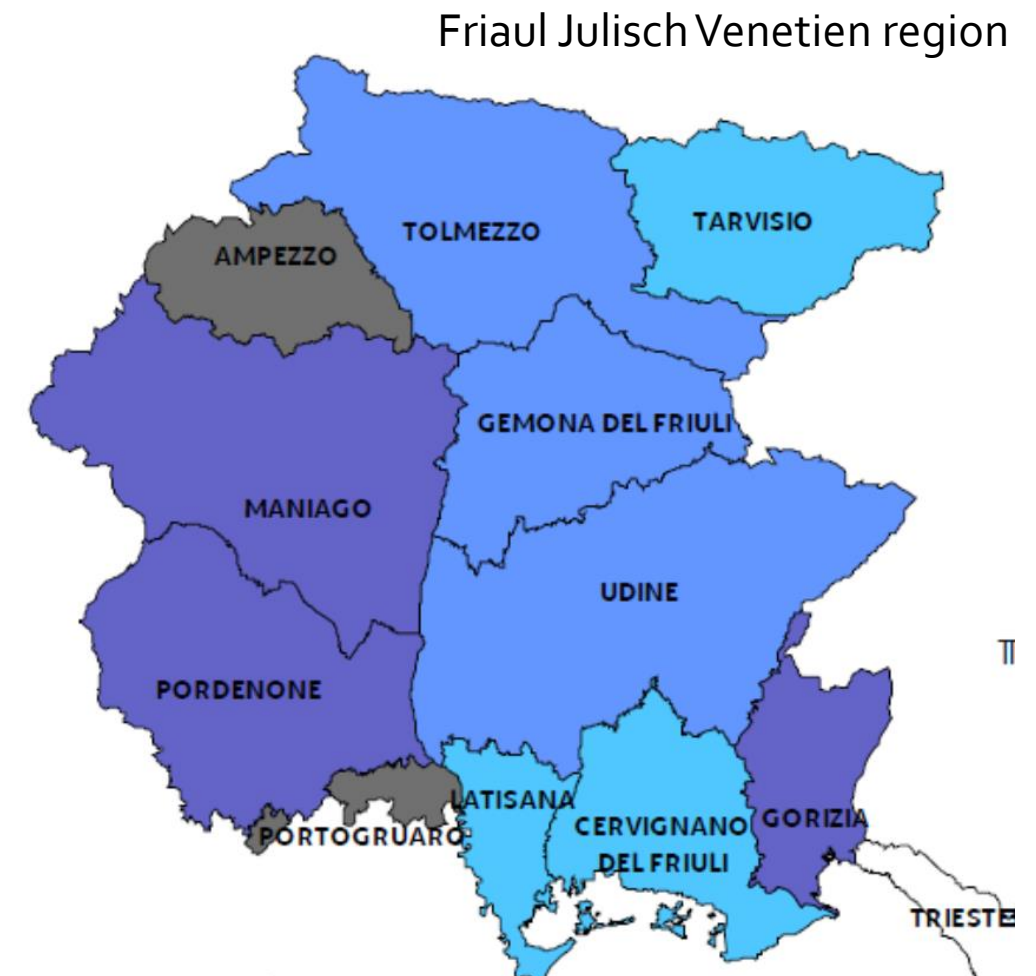 Friaul Julisch Venetien region
TARVISIO
TOLMEZZO
AMPEZZO
GEMONA DEL FRIULI
MANIAGO
UDINE
PORDENONE
LATISANA
CERVIGNANO
DEL FRIULI
GORIZIA
PORTOGRUARO
TRIESTE